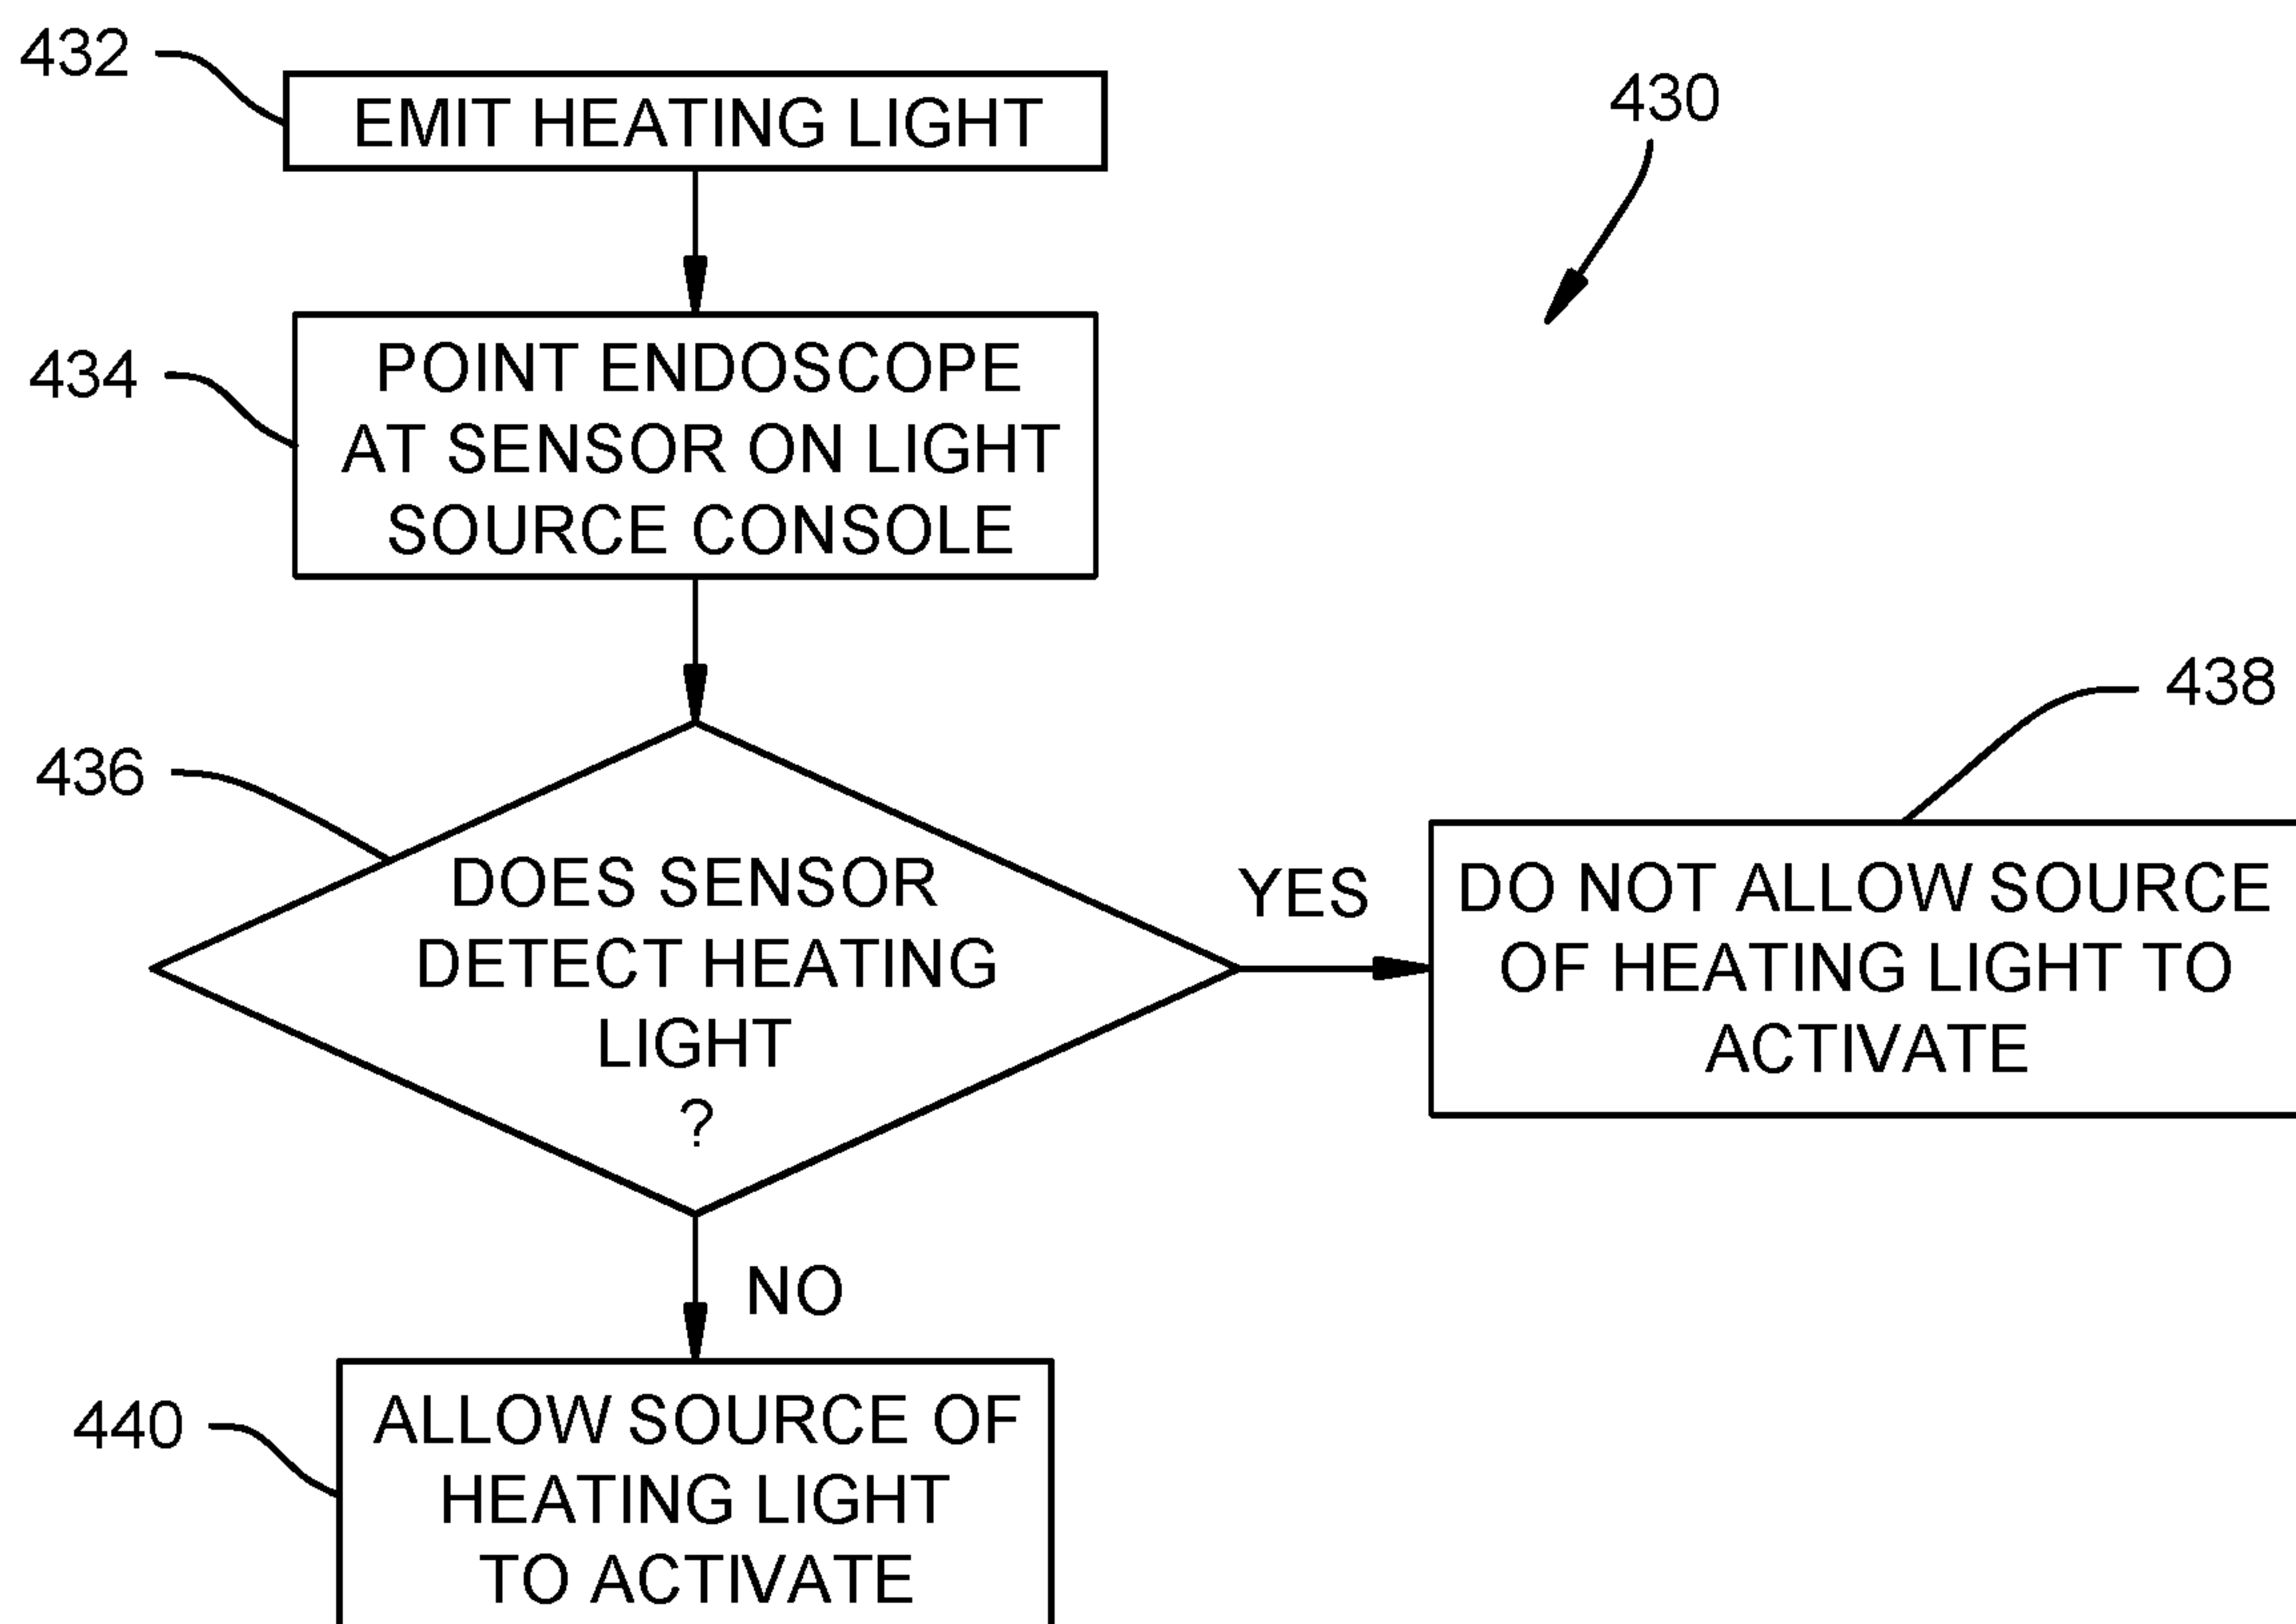 432
EMIT HEATING LIGHT
430
434
POINT ENDOSCOPE
AT SENSOR ON LIGHT
SOURCE CONSOLE
436
DOES SENSOR
DETECT HEATING
LIGHT
?
YES
438
DO NOT ALLOW SOURCE
OF HEATING LIGHT TO
ACTIVATE
NO
440
ALLOW SOURCE OF
HEATING LIGHT
TO ACTIVATE